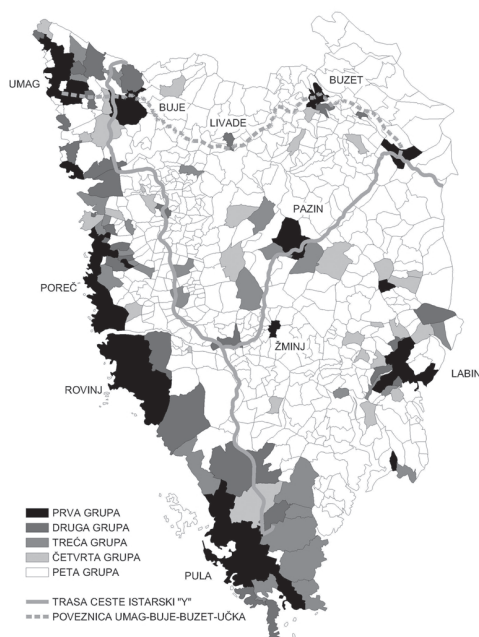 UMAG
BUJE
LIVADE
BUZET
PAZIN
POREČ
ŽMINJ
LABIN
ROVINJ
PULA
PRVA GRUPA
DRUGA GRUPA
TREĆA GRUPA
ČETVRTA GRUPA
PETA GRUPA
TRASA CESTE ISTARSKI "Y"
POVEZNICA UMAG-BUJE-BUZET-UČKA